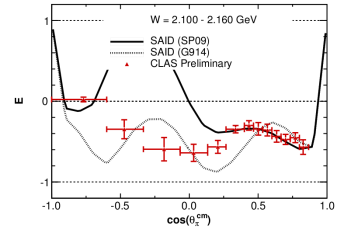 W = 2.100 - 2.160 GeV
SAID (SP09)
SAID (G914)
CLAS Preliminary
E
1
0
-1
-1.0
-0.5
0.0
0.5
1.0
cos(θπcm)